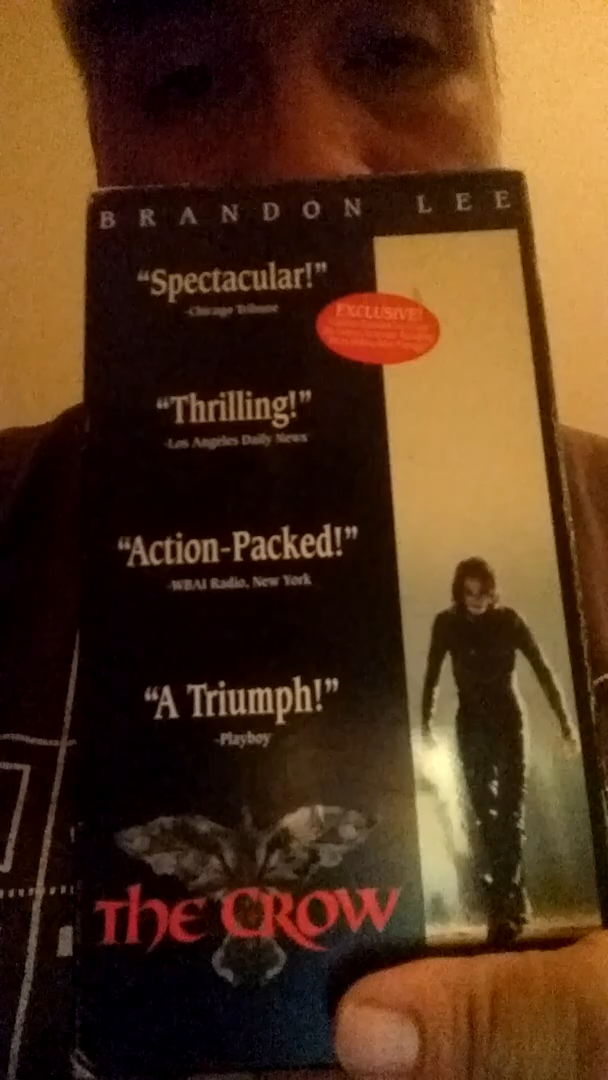 BRANDON LEE
“Spectacular!”
-Chicago Tribune
EXCLUSIVE!
“Thrilling!”
-Los Angeles Daily News
“Action-Packed!”
-WBAI Radio, New York
“A Triumph!”
-Playboy
THE CROW